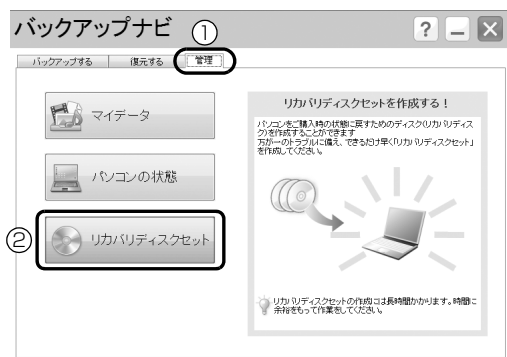 バックアップナビ
①
? − ×
バックアップする 復元する 管理
マイデータ
パソコンの状態
② リカバリディスクセット
リカバリディスクセットを作成する!
パソコンをご購入時の状態に戻すためのディスク(リカバリディス
ク)を作成することができます
万が一のトラブルに備え、できるだけ早く「リカバリディスクセット」
を作成してください。
リカバリディスクセットの作成には長時間かかります。時間に
余裕をもって作業をしてください。